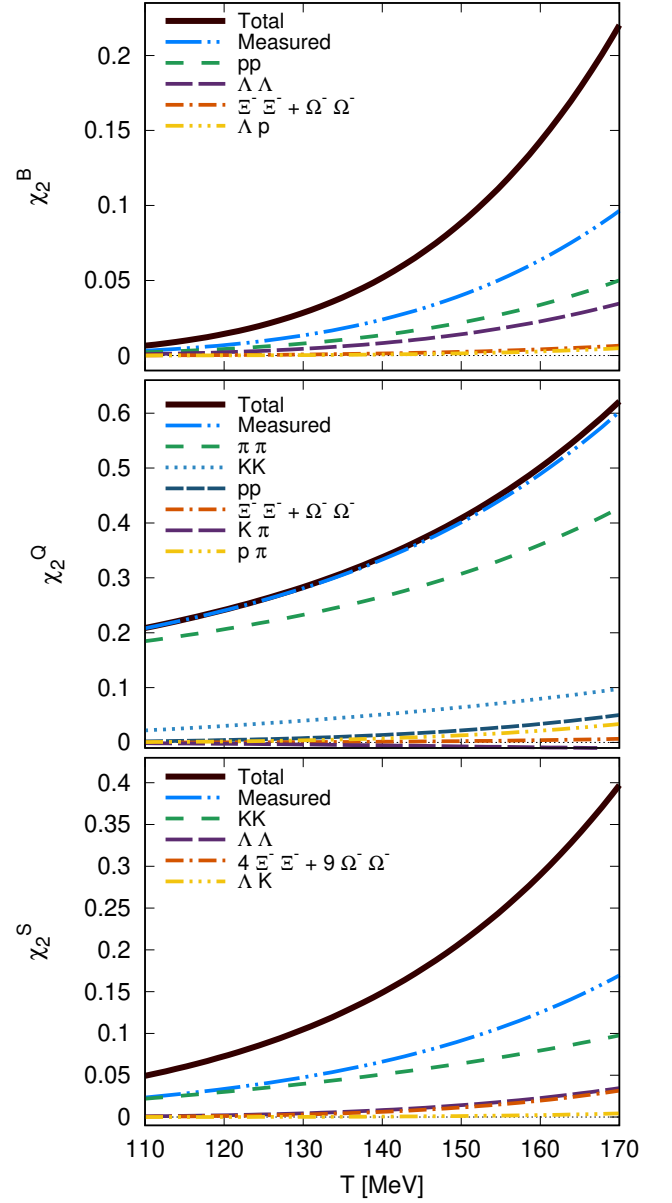 Total
Measured
pp
Λ Λ
Ξ⁻ Ξ⁻ + Ω⁻ Ω⁻
Λ p
χ₂ᴮ
0.2
0.15
0.1
0.05
0
Total
Measured
π π
KK
pp
Ξ⁻ Ξ⁻ + Ω⁻ Ω⁻
K π
p π
χ₂^Q
0.6
0.5
0.4
0.3
0.2
0.1
0
Total
Measured
KK
Λ Λ
4 Ξ⁻ Ξ⁻ + 9 Ω⁻ Ω⁻
Λ K
χ₂^S
0.4
0.35
0.3
0.25
0.2
0.15
0.1
0.05
0
110 120 130 140 150 160 170
T [MeV]